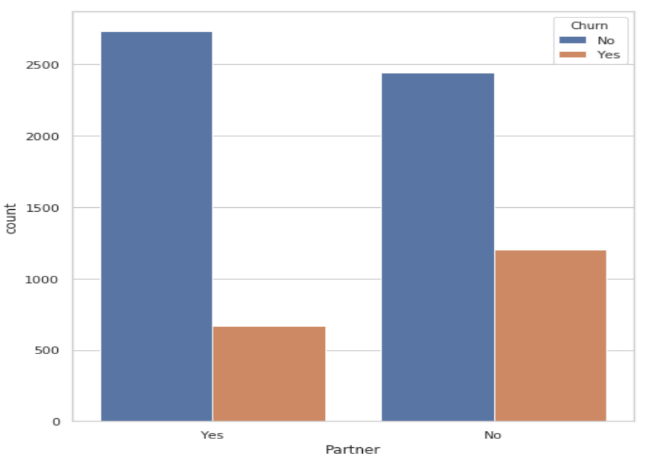 Churn
No
Yes
2500
2000
1500
1000
500
0
count
Yes
No
Partner